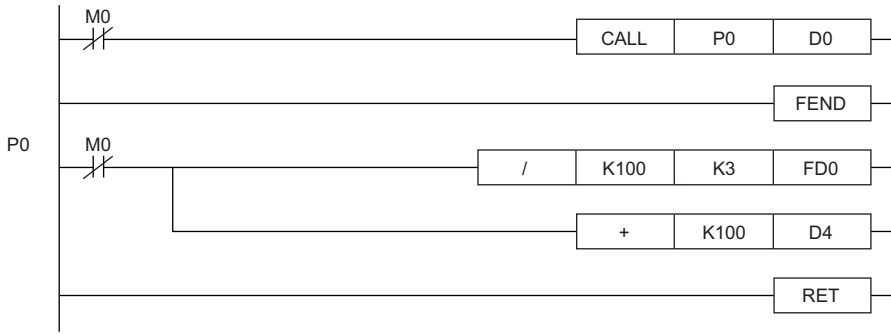 M0
CALL P0 D0
FEND
P0 M0
/ K100 K3 FD0
+ K100 D4
RET